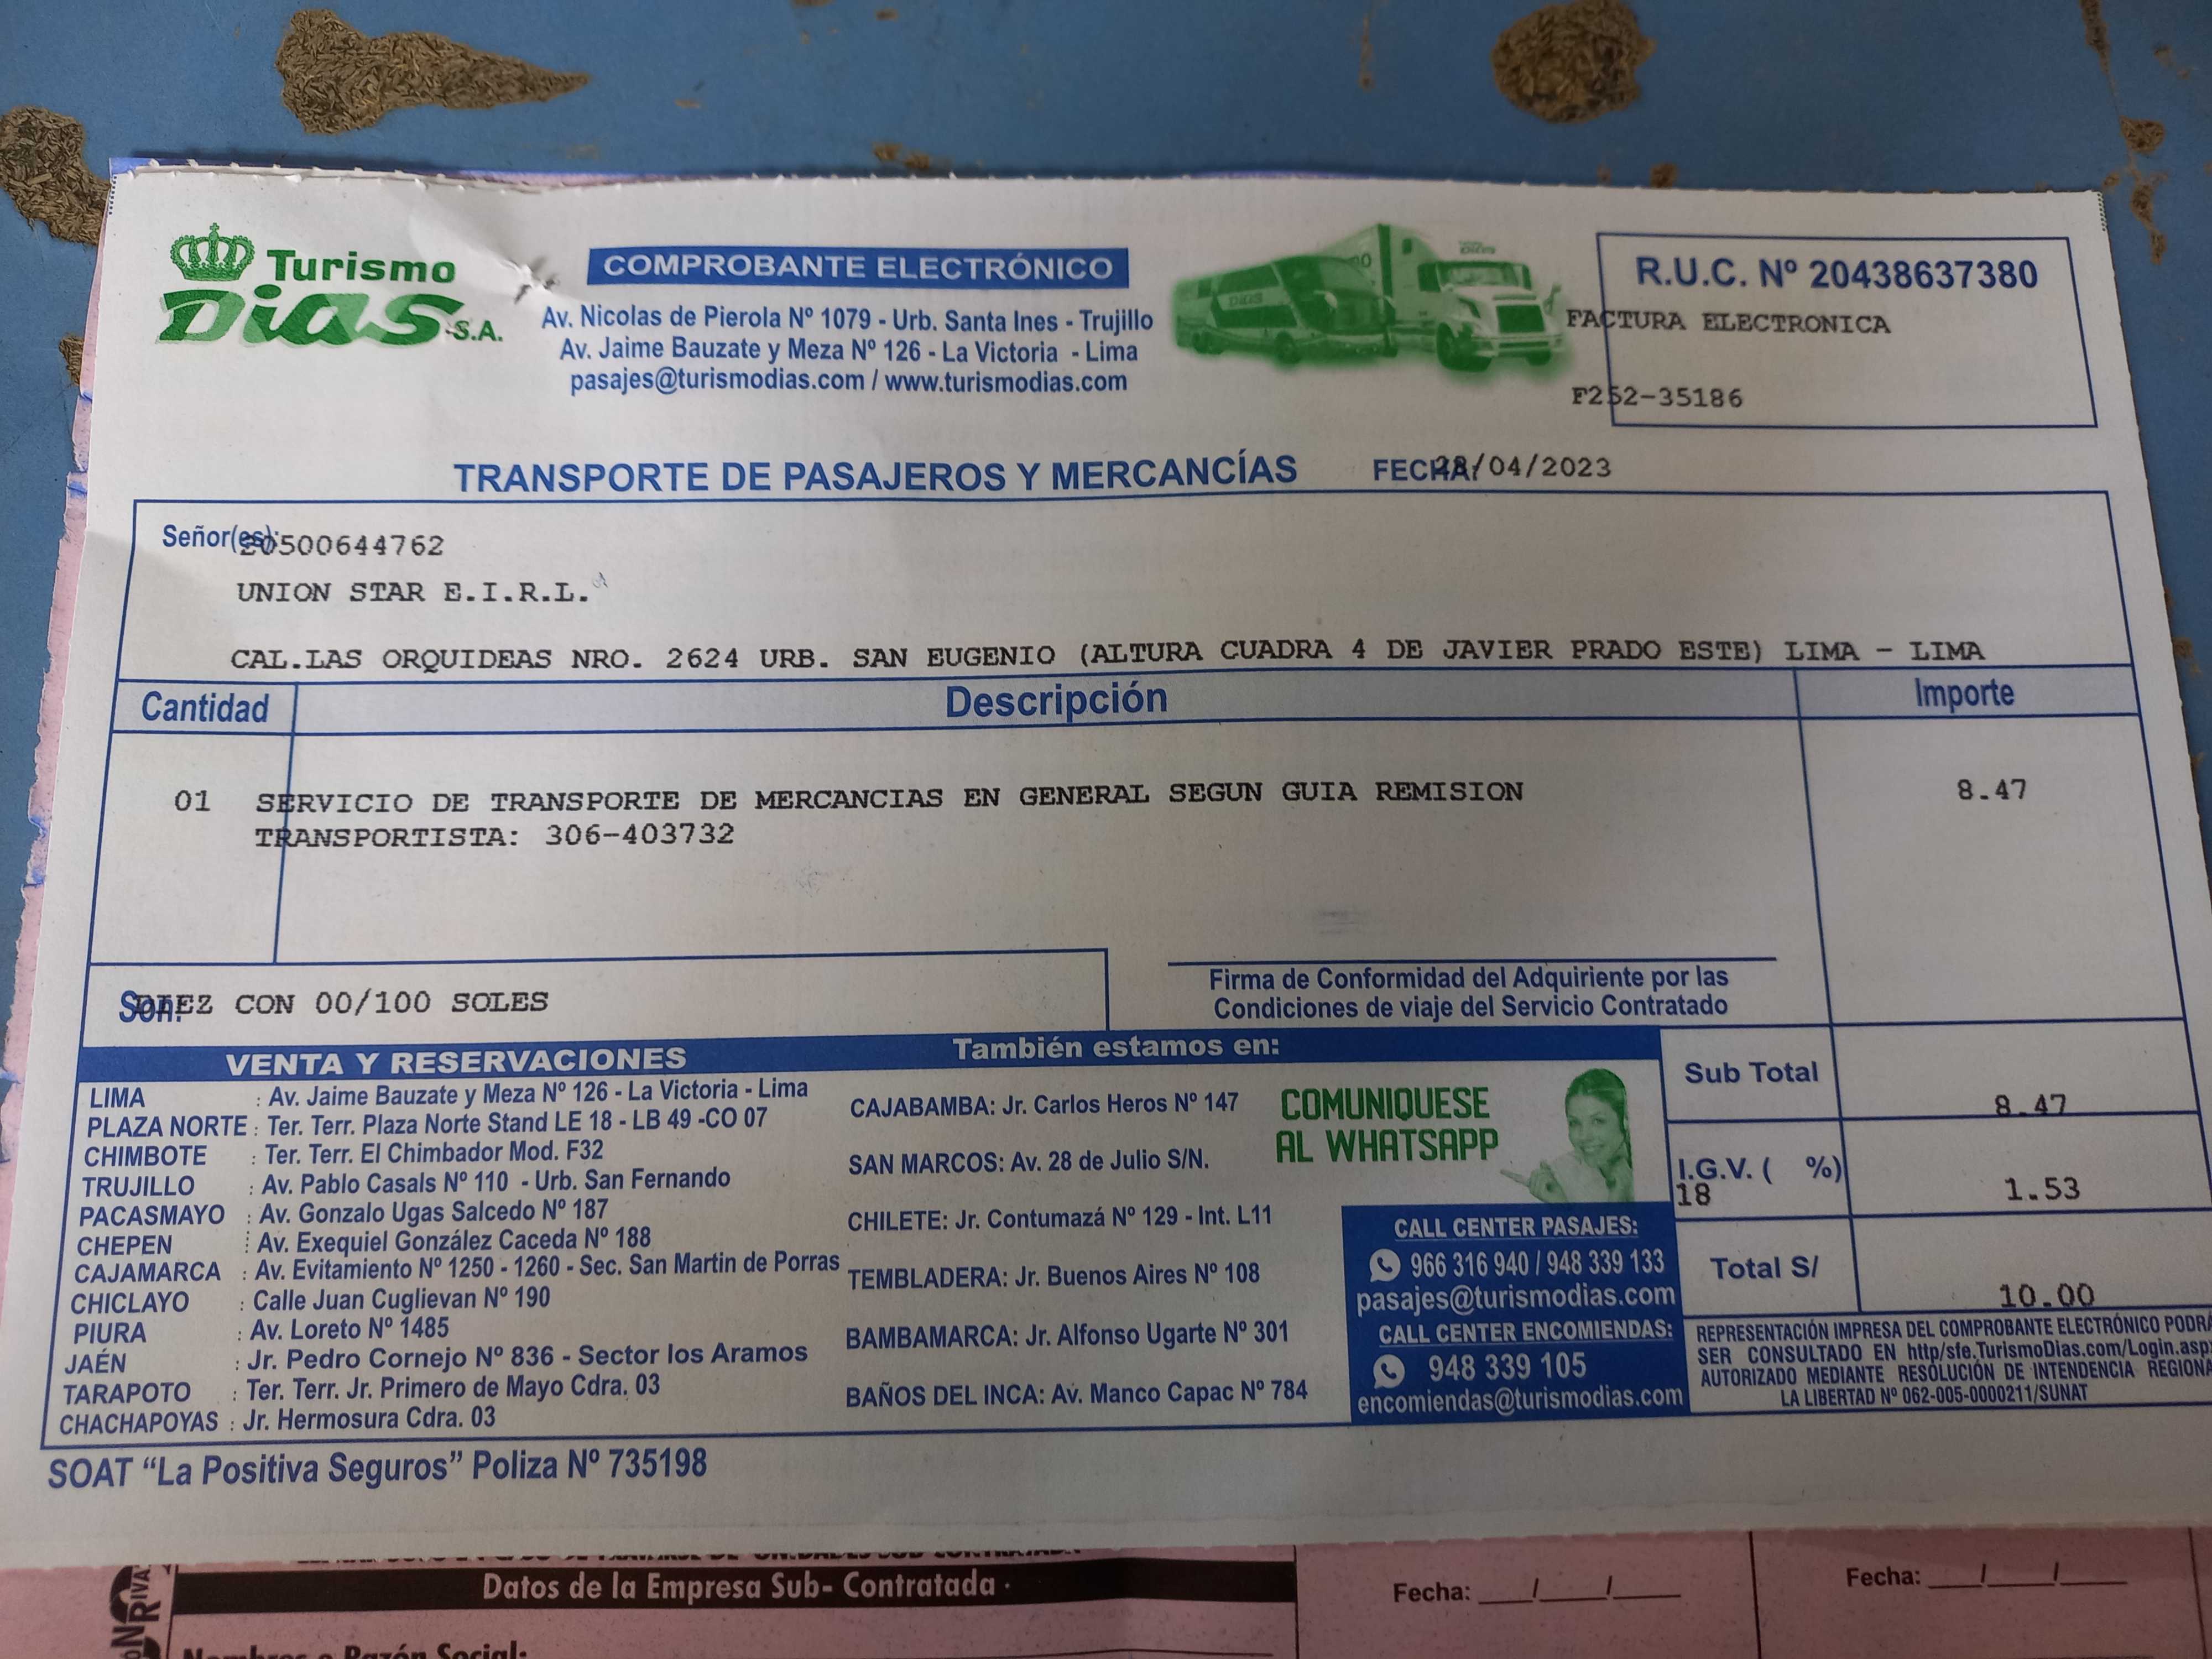 Turismo
Dias S.A.
COMPROBANTE ELECTRÓNICO
Av. Nicolas de Pierola Nº 1079 - Urb. Santa Ines - Trujillo
Av. Jaime Bauzate y Meza Nº 126 - La Victoria - Lima
pasajes@turismodias.com / www.turismodias.com
R.U.C. Nº 20438637380
FACTURA ELECTRONICA
F252-35186
TRANSPORTE DE PASAJEROS Y MERCANCÍAS
FECHA: 28/04/2023
Señor(es): 20500644762
UNION STAR E.I.R.L.
CAL.LAS ORQUIDEAS NRO. 2624 URB. SAN EUGENIO (ALTURA CUADRA 4 DE JAVIER PRADO ESTE) LIMA - LIMA
Cantidad Descripción Importe
01 SERVICIO DE TRANSPORTE DE MERCANCIAS EN GENERAL SEGUN GUIA REMISION 8.47
TRANSPORTISTA: 306-403732
Firma de Conformidad del Adquiriente por las
Condiciones de viaje del Servicio Contratado
Son: DIEZ CON 00/100 SOLES
VENTA Y RESERVACIONES
LIMA : Av. Jaime Bauzate y Meza Nº 126 - La Victoria - Lima
PLAZA NORTE : Ter. Terr. Plaza Norte Stand LE 18 - LB 49 -CO 07
CHIMBOTE : Ter. Terr. El Chimbador Mod. F32
TRUJILLO : Av. Pablo Casals Nº 110 - Urb. San Fernando
PACASMAYO : Av. Gonzalo Ugas Salcedo Nº 187
CHEPEN : Av. Exequiel González Caceda Nº 188
CAJAMARCA : Av. Evitamiento Nº 1250 - 1260 - Sec. San Martin de Porras
CHICLAYO : Calle Juan Cuglievan Nº 190
PIURA : Av. Loreto Nº 1485
JAÉN : Jr. Pedro Cornejo Nº 836 - Sector los Aramos
TARAPOTO : Ter. Terr. Jr. Primero de Mayo Cdra. 03
CHACHAPOYAS : Jr. Hermosura Cdra. 03
También estamos en:
CAJABAMBA: Jr. Carlos Heros Nº 147
SAN MARCOS: Av. 28 de Julio S/N.
CHILETE: Jr. Contumazá Nº 129 - Int. L11
TEMBLADERA: Jr. Buenos Aires Nº 108
BAMBAMARCA: Jr. Alfonso Ugarte Nº 301
BAÑOS DEL INCA: Av. Manco Capac Nº 784
COMUNIQUESE
AL WHATSAPP
CALL CENTER PASAJES:
966 316 940 / 948 339 133
pasajes@turismodias.com
CALL CENTER ENCOMIENDAS:
948 339 105
encomiendas@turismodias.com
Sub Total 8.47
I.G.V. ( %) 1.53
18
Total S/ 10.00
REPRESENTACIÓN IMPRESA DEL COMPROBANTE ELECTRÓNICO PODRÁ
SER CONSULTADO EN http/sfe.TurismoDias.com/Login.asp
AUTORIZADO MEDIANTE RESOLUCIÓN DE INTENDENCIA REGIONA
LA LIBERTAD Nº 062-005-0000211/SUNAT
SOAT “La Positiva Seguros” Poliza Nº 735198
Datos de la Empresa Sub- Contratada
Fecha: ___/___/___
Fecha: ___/___/___
Nombres o Razón Social: